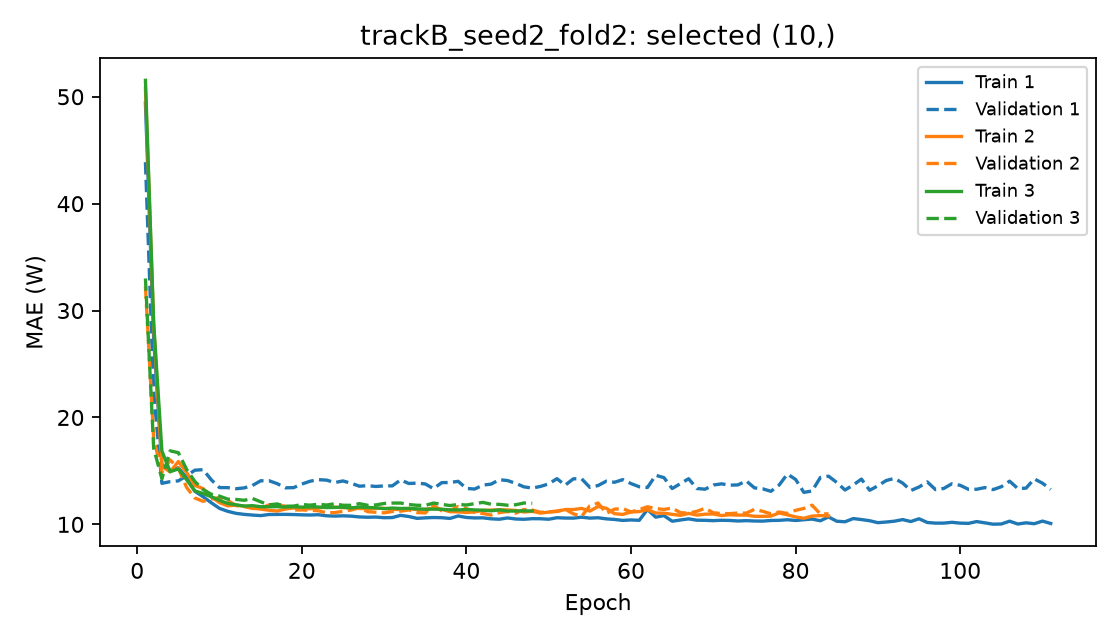 trackB_seed2_fold2: selected (10,)
Train 1
Validation 1
Train 2
Validation 2
Train 3
Validation 3
MAE (W)
50
40
30
20
10
0 20 40 60 80 100
Epoch